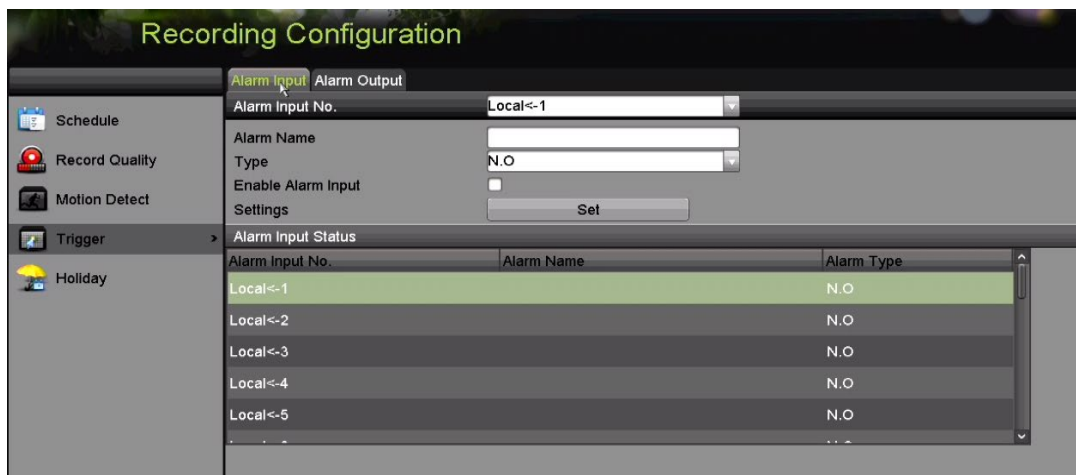 Recording Configuration
Alarm Input Alarm Output
Alarm Input No. Local<-1
Schedule
Alarm Name
Record Quality
Type N.O
Enable Alarm Input
Motion Detect
Settings Set
Trigger
Alarm Input Status
Alarm Input No. Alarm Name Alarm Type
Holiday
Local<-1 N.O
Local<-2 N.O
Local<-3 N.O
Local<-4 N.O
Local<-5 N.O